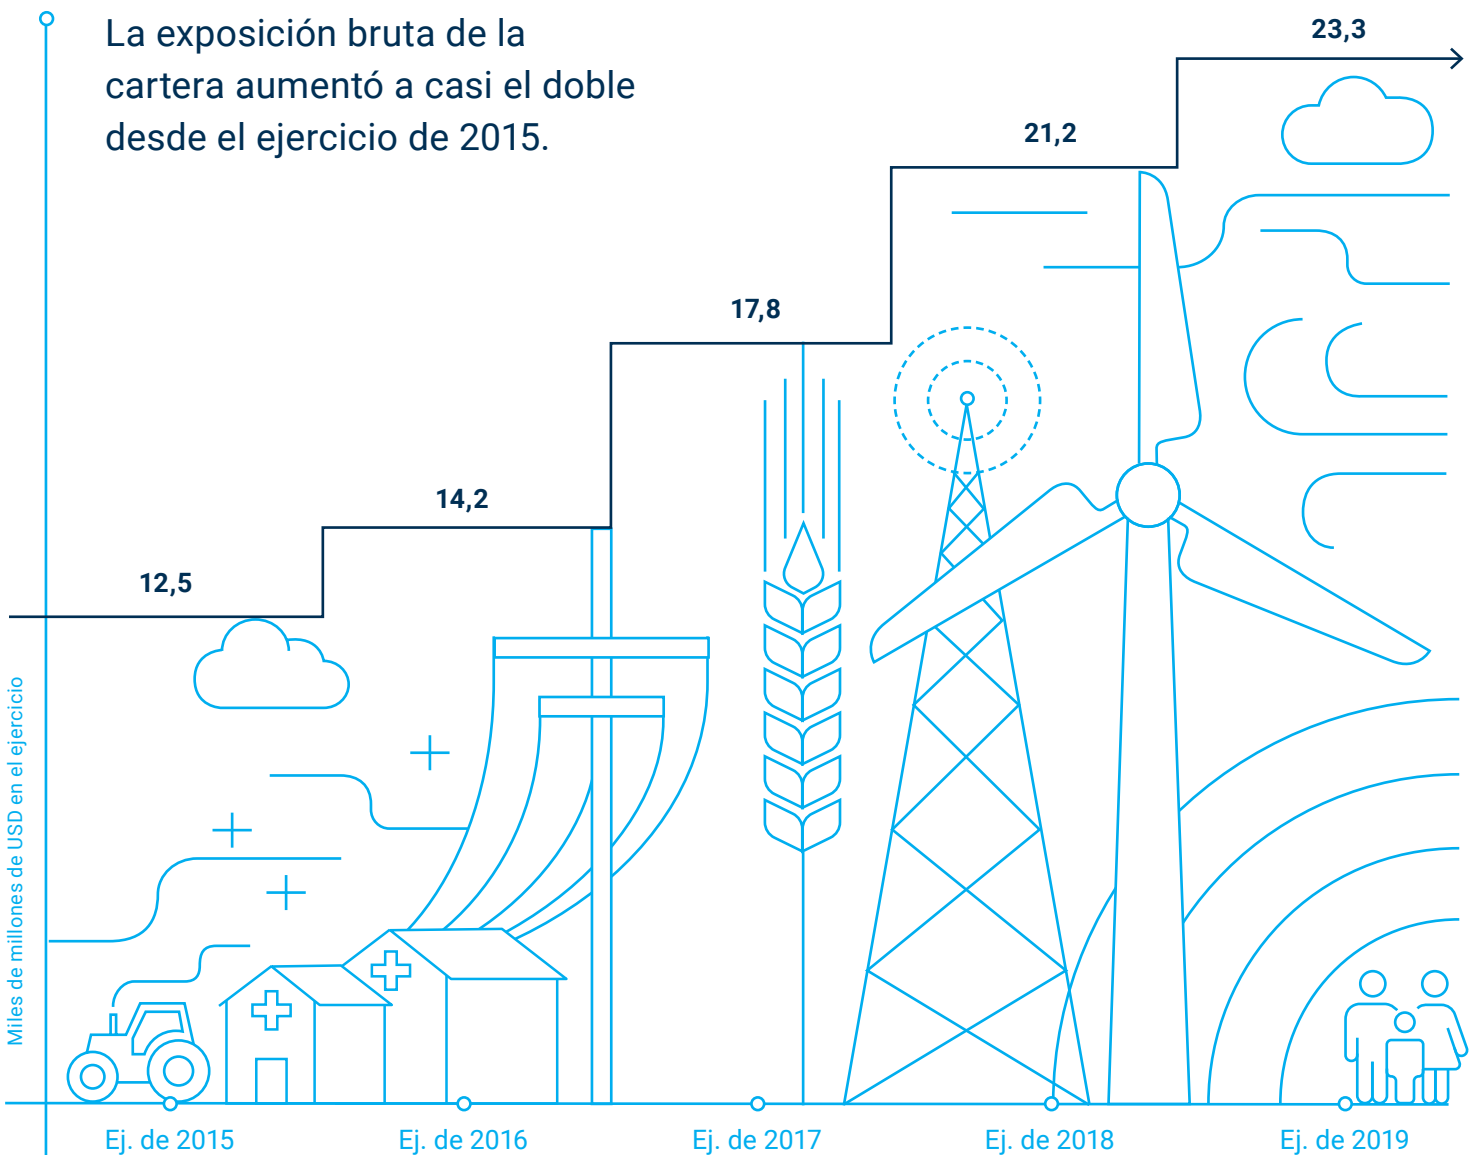 La exposición bruta de la
cartera aumentó a casi el doble
desde el ejercicio de 2015.
23,3
21,2
17,8
14,2
12,5
Miles de millones de USD en el ejercicio
Ej. de 2015
Ej. de 2016
Ej. de 2017
Ej. de 2018
Ej. de 2019